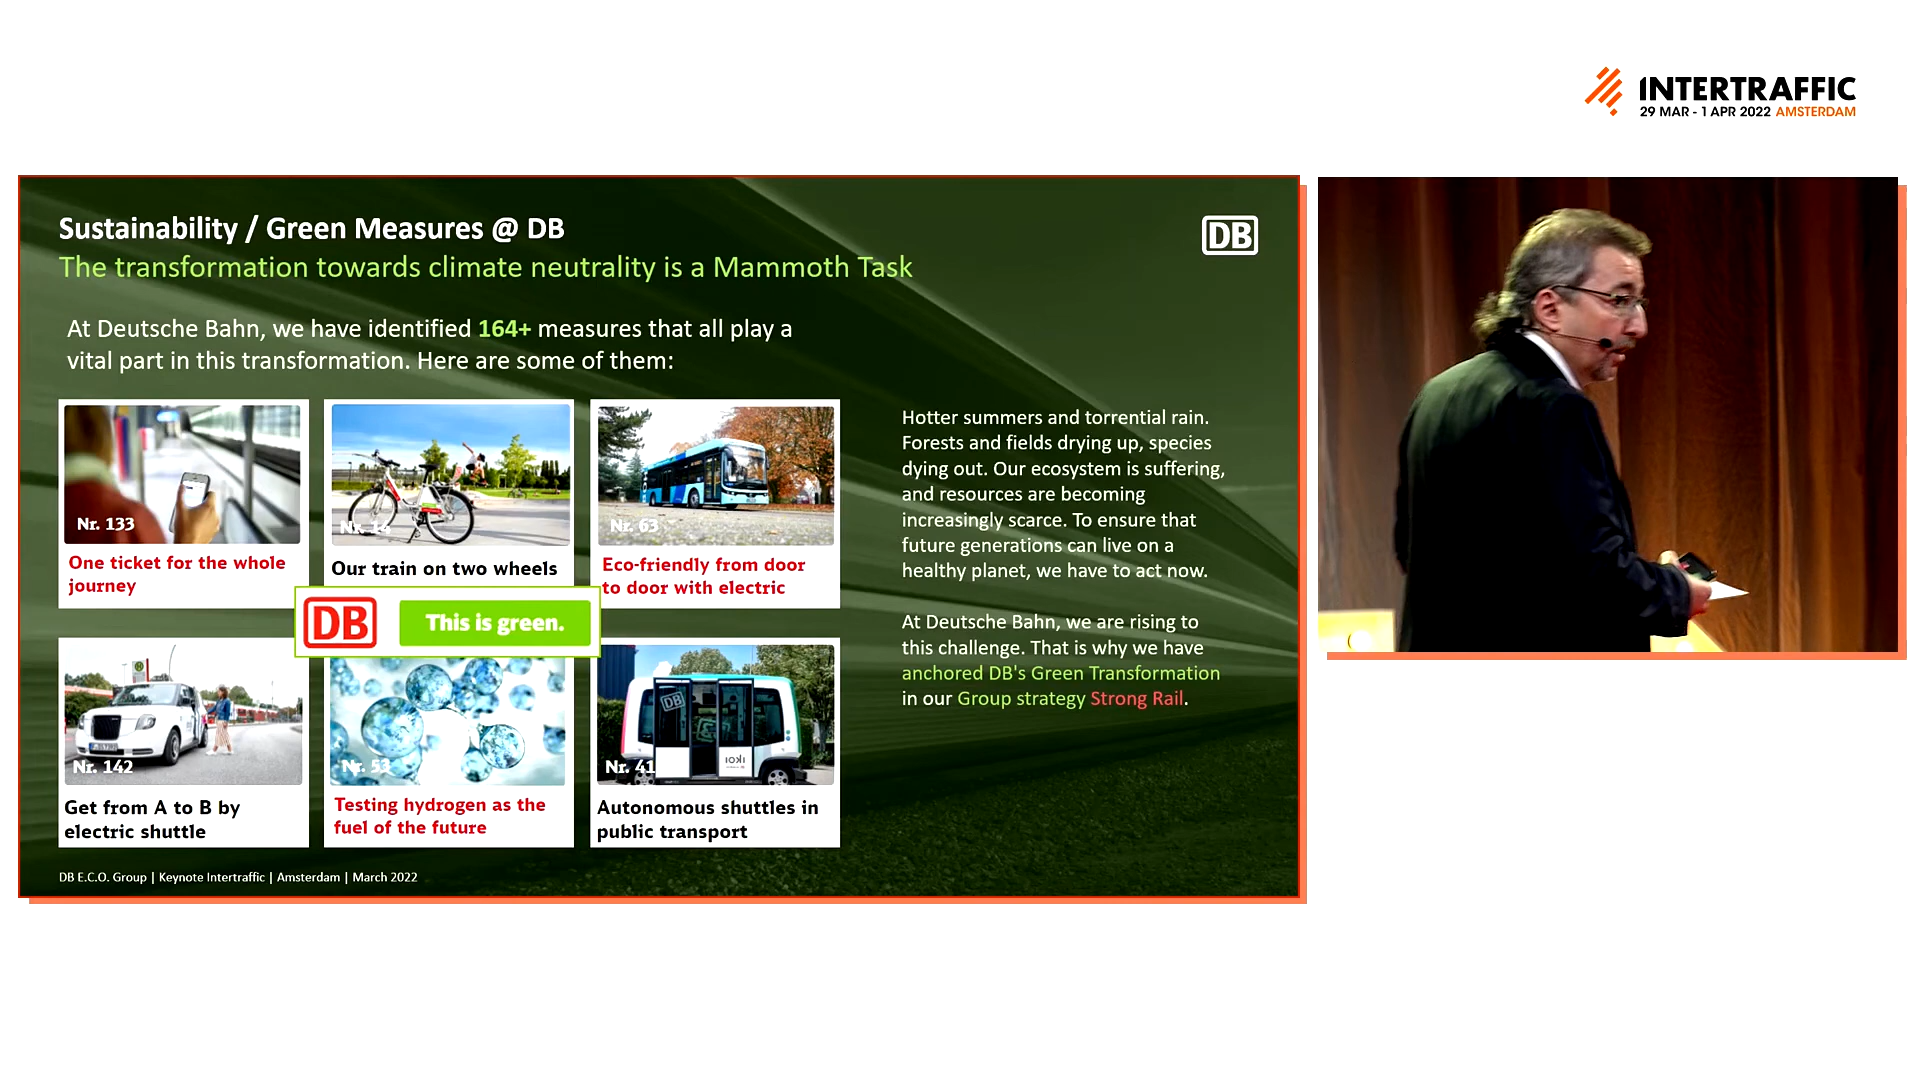 INTERTRAFFIC
29 MAR - 1 APR 2022 AMSTERDAM
Sustainability / Green Measures @ DB
DB
The transformation towards climate neutrality is a Mammoth Task
At Deutsche Bahn, we have identified 164+ measures that all play a
vital part in this transformation. Here are some of them:
Nr. 133
One ticket for the whole
journey
Nr. 14
Our train on two wheels
Nr. 63
Eco-friendly from door
to door with electric
DB
This is green.
Nr. 142
Get from A to B by
electric shuttle
Nr. 53
Testing hydrogen as the
fuel of the future
DB
ioki
Nr. 41
Autonomous shuttles in
public transport
Hotter summers and torrential rain.
Forests and fields drying up, species
dying out. Our ecosystem is suffering,
and resources are becoming
increasingly scarce. To ensure that
future generations can live on a
healthy planet, we have to act now.
At Deutsche Bahn, we are rising to
this challenge. That is why we have
anchored DB's Green Transformation
in our Group strategy Strong Rail.
DB E.C.O. Group | Keynote Intertraffic | Amsterdam | March 2022